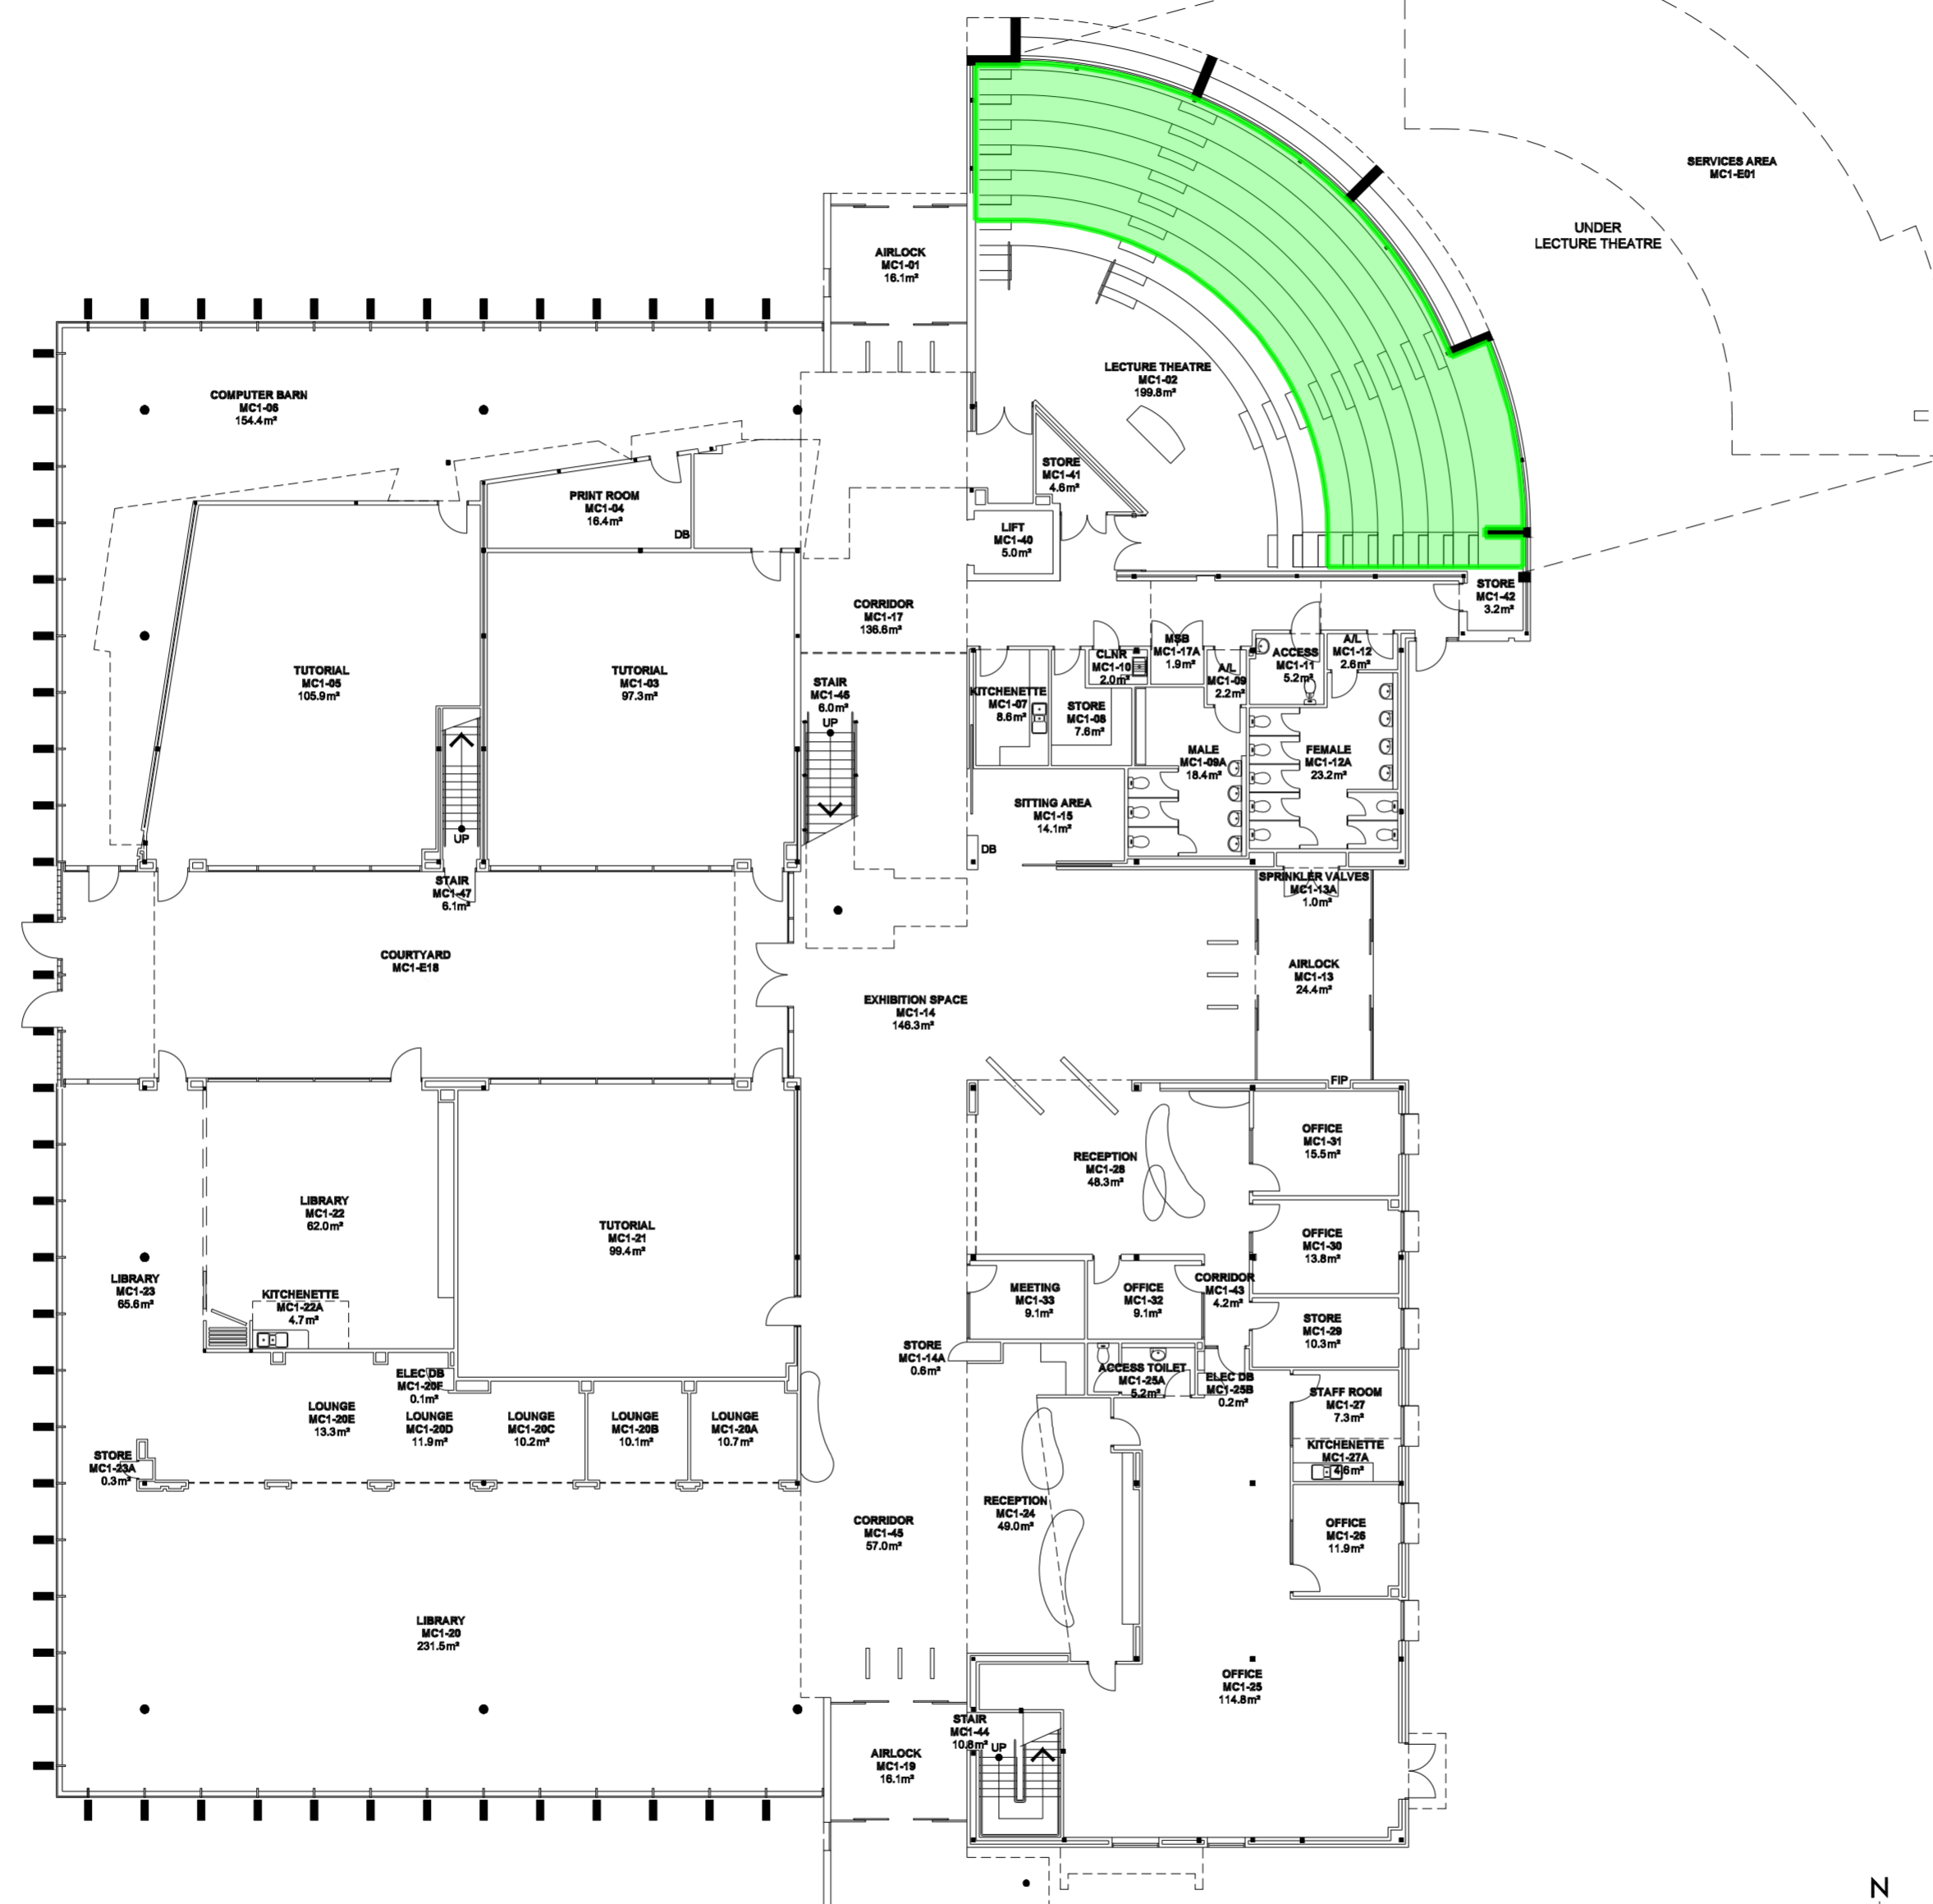 SERVICES AREA
MC1-E01
UNDER
LECTURE THEATRE
AIRLOCK
MC1-01
16.1m²
LECTURE THEATRE
MC1-02
199.8m²
COMPUTER BARN
MC1-06
154.4m²
PRINT ROOM
MC1-04
16.4m²
DB
STORE
MC1-41
4.6m²
LIFT
MC1-40
5.0m²
STORE
MC1-42
3.2m²
CORRIDOR
MC1-17
136.6m²
TUTORIAL
MC1-05
105.9m²
TUTORIAL
MC1-03
97.3m²
STAIR
MC1-46
6.0m²
UP
CLNR
MC1-10
2.0m²
MSB
MC1-17A
1.9m²
A/L
MC1-09
2.2m²
ACCESS
MC1-11
5.2m²
A/L
MC1-12
2.6m²
KITCHENETTE
MC1-07
8.6m²
STORE
MC1-08
7.6m²
MALE
MC1-09A
18.4m²
FEMALE
MC1-12A
23.2m²
SITTING AREA
MC1-15
14.1m²
DB
UP
STAIR
MC1-47
6.1m²
SPRINKLER VALVES
MC1-13A
1.0m²
COURTYARD
MC1-E18
AIRLOCK
MC1-13
24.4m²
EXHIBITION SPACE
MC1-14
146.3m²
FIP
OFFICE
MC1-31
15.5m²
RECEPTION
MC1-28
48.3m²
LIBRARY
MC1-22
62.0m²
TUTORIAL
MC1-21
99.4m²
OFFICE
MC1-30
13.8m²
LIBRARY
MC1-23
65.6m²
KITCHENETTE
MC1-22A
4.7m²
MEETING
MC1-33
9.1m²
OFFICE
MC1-32
9.1m²
CORRIDOR
MC1-43
4.2m²
STORE
MC1-29
10.3m²
STORE
MC1-14A
0.6m²
ACCESS TOILET
MC1-25A
5.2m²
ELEC DB
MC1-25B
0.2m²
ELEC DB
MC1-20F
0.1m²
STAFF ROOM
MC1-27
7.3m²
LOUNGE
MC1-20E
13.3m²
LOUNGE
MC1-20D
11.9m²
LOUNGE
MC1-20C
10.2m²
LOUNGE
MC1-20B
10.1m²
LOUNGE
MC1-20A
10.7m²
KITCHENETTE
MC1-27A
4.6m²
STORE
MC1-23A
0.3m²
RECEPTION
MC1-24
49.0m²
CORRIDOR
MC1-45
57.0m²
OFFICE
MC1-26
11.9m²
LIBRARY
MC1-20
231.5m²
OFFICE
MC1-25
114.8m²
STAIR
MC1-44
10.8m²
UP
AIRLOCK
MC1-19
16.1m²
N